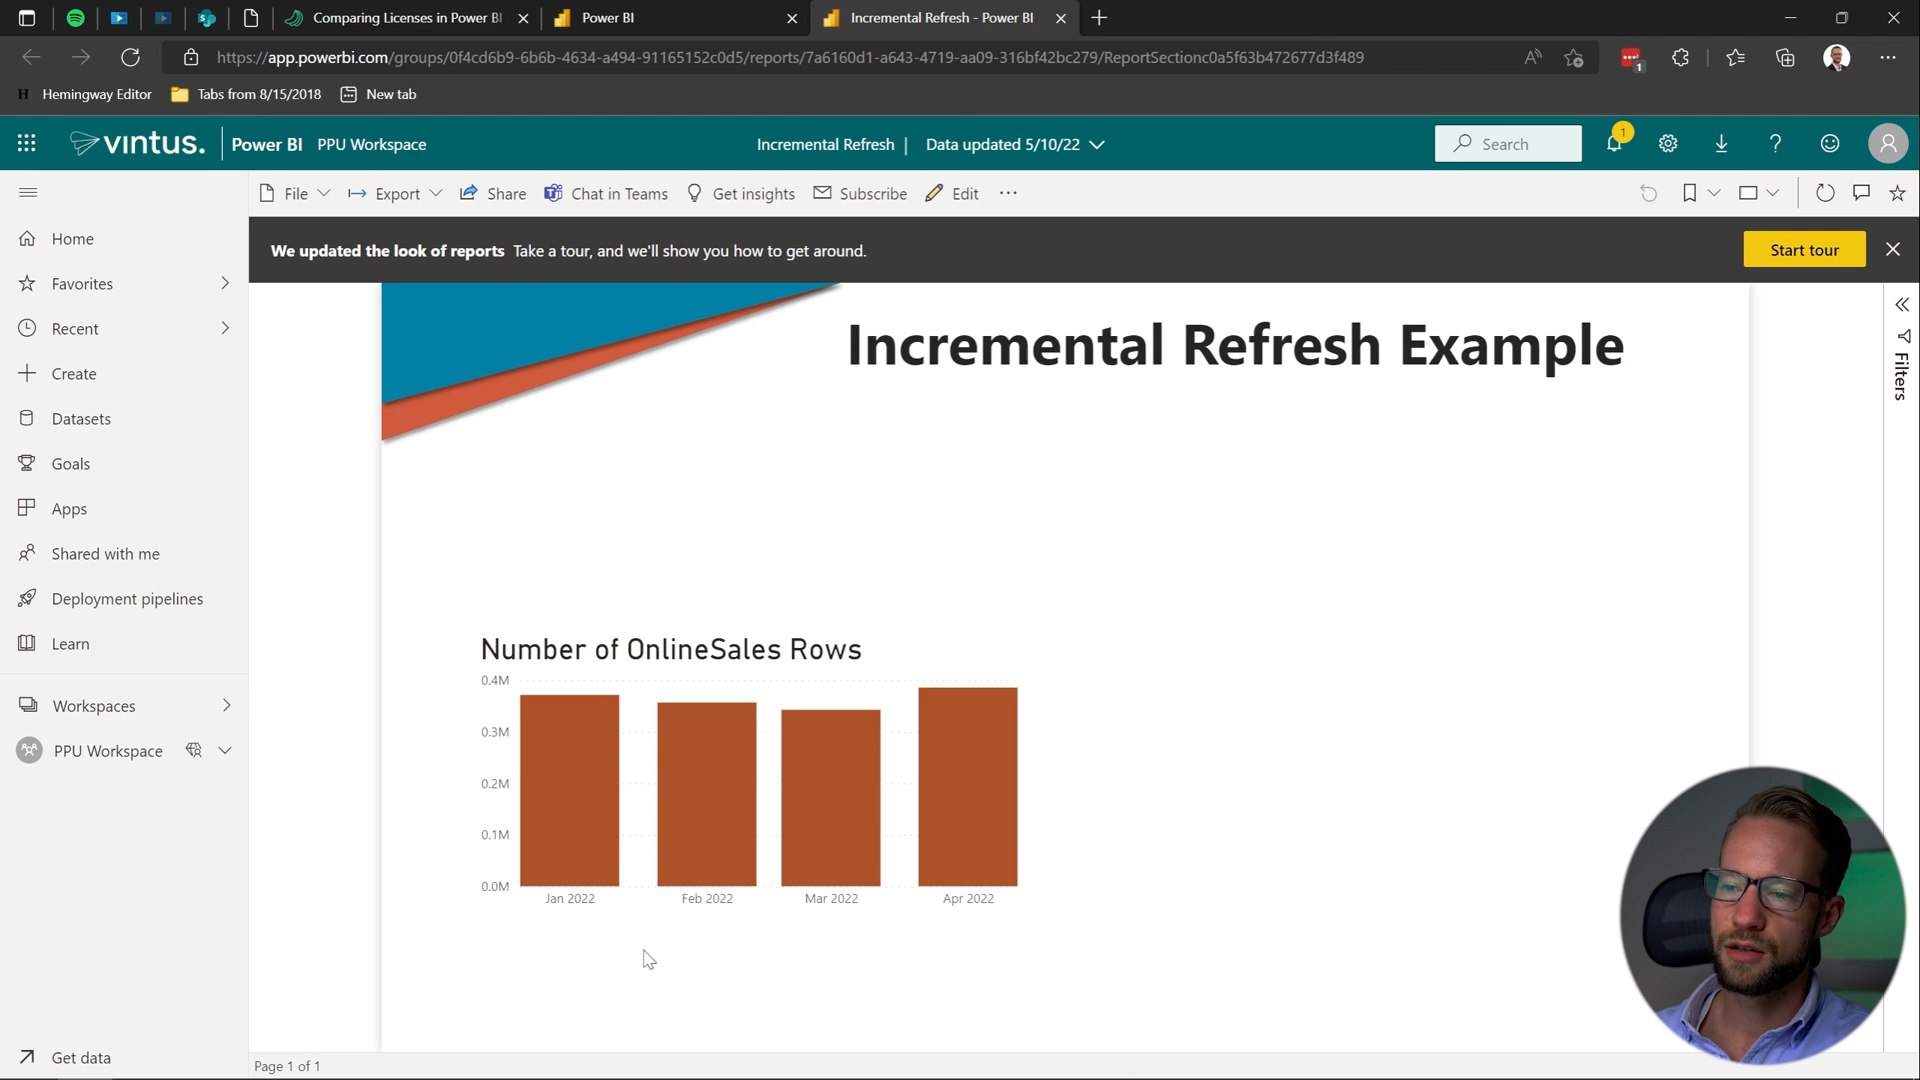 Comparing Licenses in Power BI
Power BI
Incremental Refresh - Power BI
https://app.powerbi.com/groups/0f4cd6b9-6b6b-4634-a494-91165152c0d5/reports/7a6160d1-a643-4719-aa09-316bf42bc279/ReportSectionc0a5f63b472677d3f489
1
H Hemingway Editor
Tabs from 8/15/2018
New tab
vintus.
Power BI
PPU Workspace
Incremental Refresh | Data updated 5/10/22
Search
1
File
Export
Share
Chat in Teams
Get insights
Subscribe
Edit
We updated the look of reports Take a tour, and we'll show you how to get around.
Start tour
Home
Favorites
Recent
Create
Datasets
Goals
Apps
Shared with me
Deployment pipelines
Learn
Workspaces
PPU Workspace
Get data
Filters
Incremental Refresh Example
Number of OnlineSales Rows
0.4M
0.3M
0.2M
0.1M
0.0M
Jan 2022
Feb 2022
Mar 2022
Apr 2022
Page 1 of 1